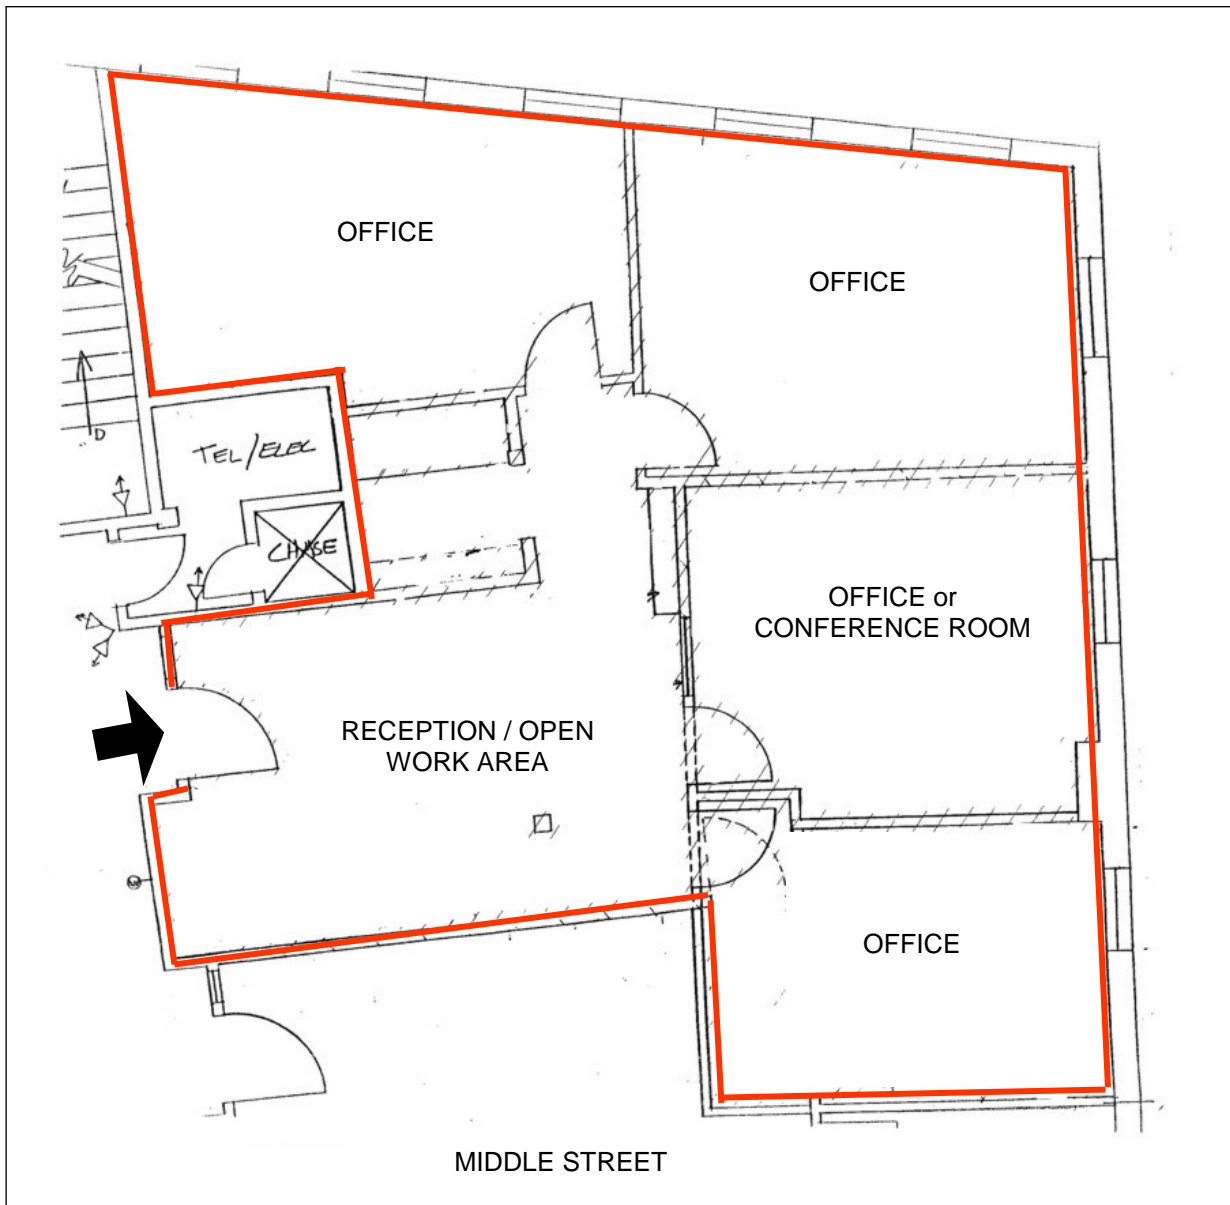 OFFICE
OFFICE
D
TEL/ELEC
CHASE
OFFICE or
CONFERENCE ROOM
RECEPTION / OPEN
WORK AREA
OFFICE
MIDDLE STREET